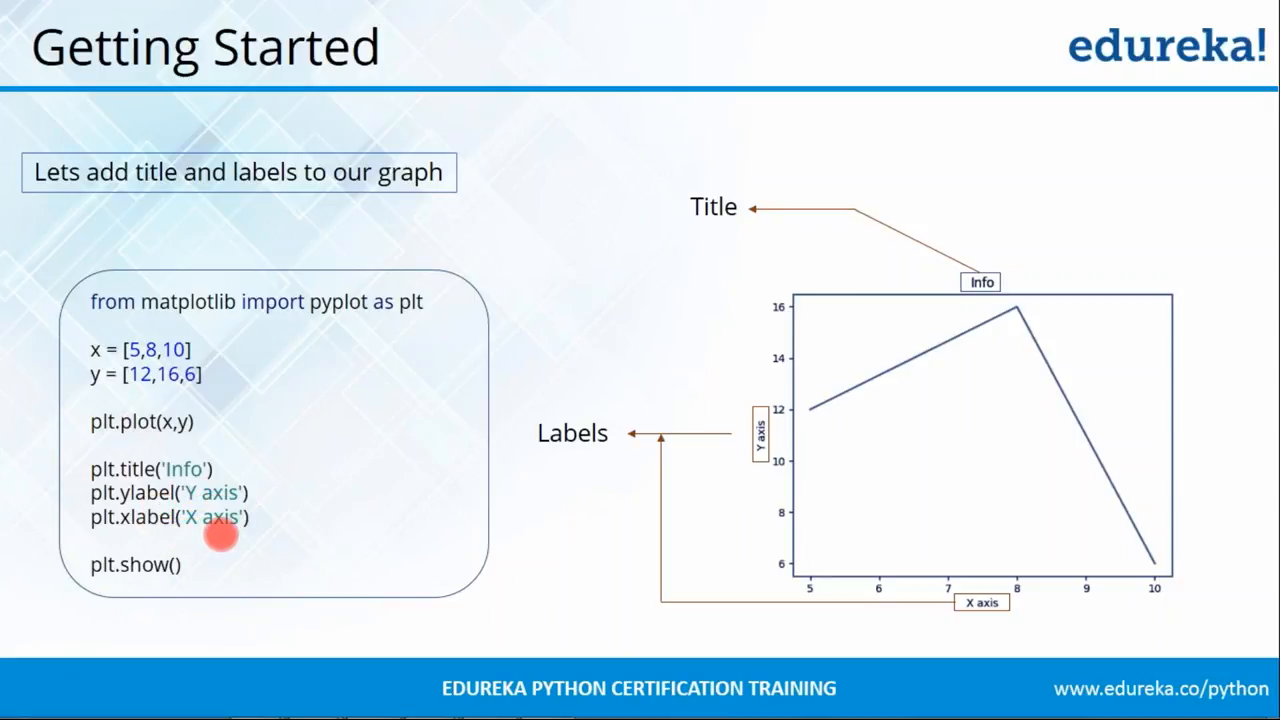 Getting Started
edureka!
Lets add title and labels to our graph
from matplotlib import pyplot as plt
x = [5,8,10]
y = [12,16,6]
plt.plot(x,y)
plt.title('Info')
plt.ylabel('Y axis')
plt.xlabel('X axis')
plt.show()
Title
Info
Labels
Y axis
16
14
12
10
8
6
5 6 7 8 9 10
X axis
EDUREKA PYTHON CERTIFICATION TRAINING
www.edureka.co/python